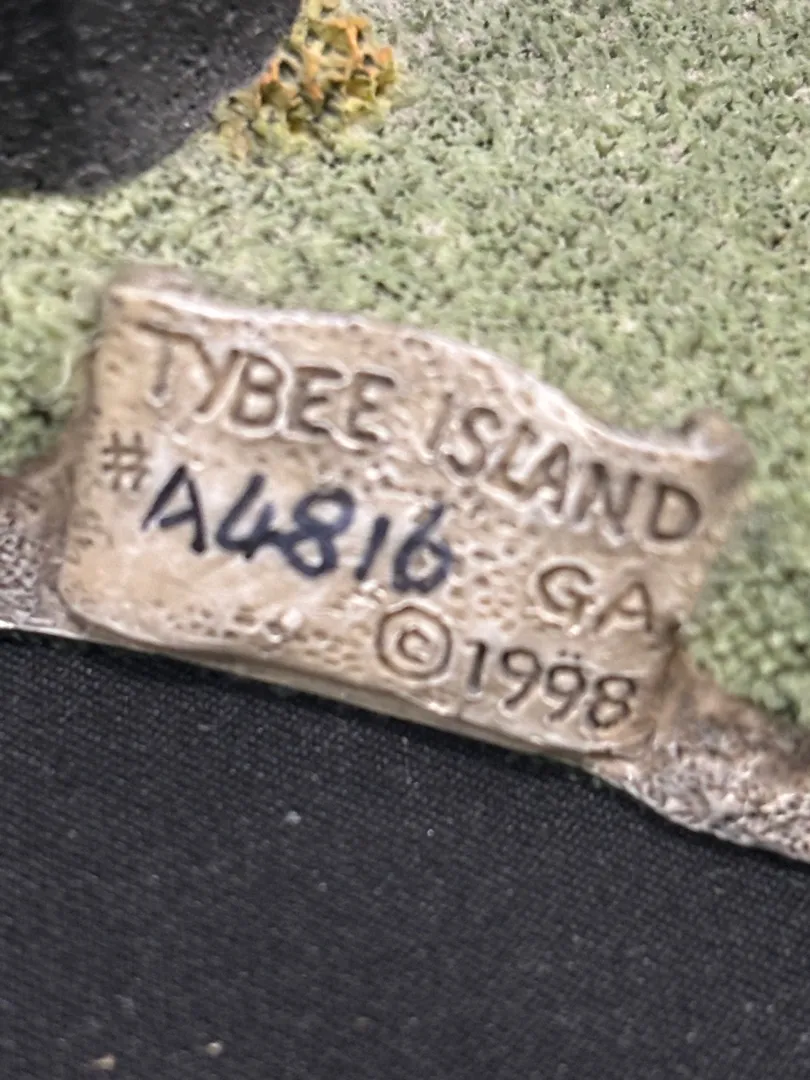 TYBEE ISLAND
#A4816 GA.
©1998